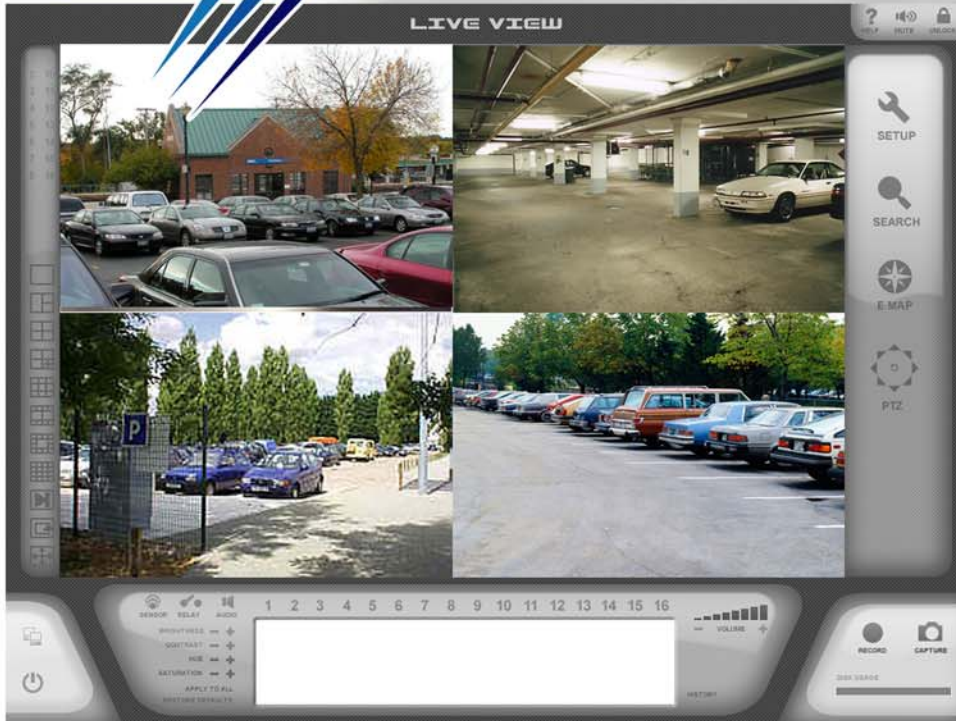 LIVE VIEW
HELP MUTE UNLOCK
SETUP
SEARCH
E-MAP
PTZ
P
SENSOR RELAY AUDIO
1 2 3 4 5 6 7 8 9 10 11 12 13 14 15 16
BRIGHTNESS − +
CONTRAST − +
HUE − +
SATURATION − +
APPLY TO ALL
RESTORE DEFAULTS
− VOLUME +
HISTORY
RECORD CAPTURE
DISK USAGE